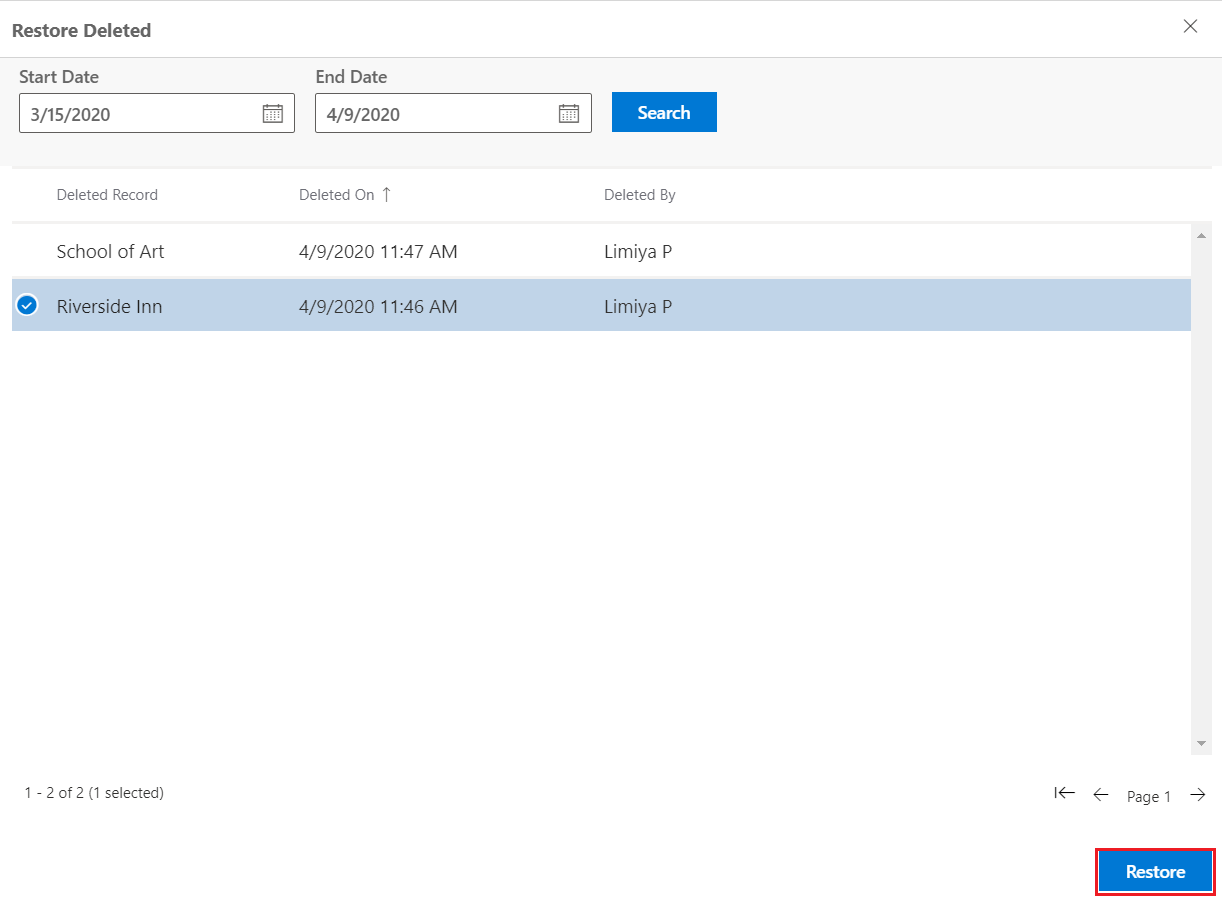 Restore Deleted
Start Date End Date
3/15/2020 4/9/2020 Search
Deleted Record Deleted On ↑ Deleted By
School of Art 4/9/2020 11:47 AM Limiya P
Riverside Inn 4/9/2020 11:46 AM Limiya P
1 - 2 of 2 (1 selected) Page 1
Restore